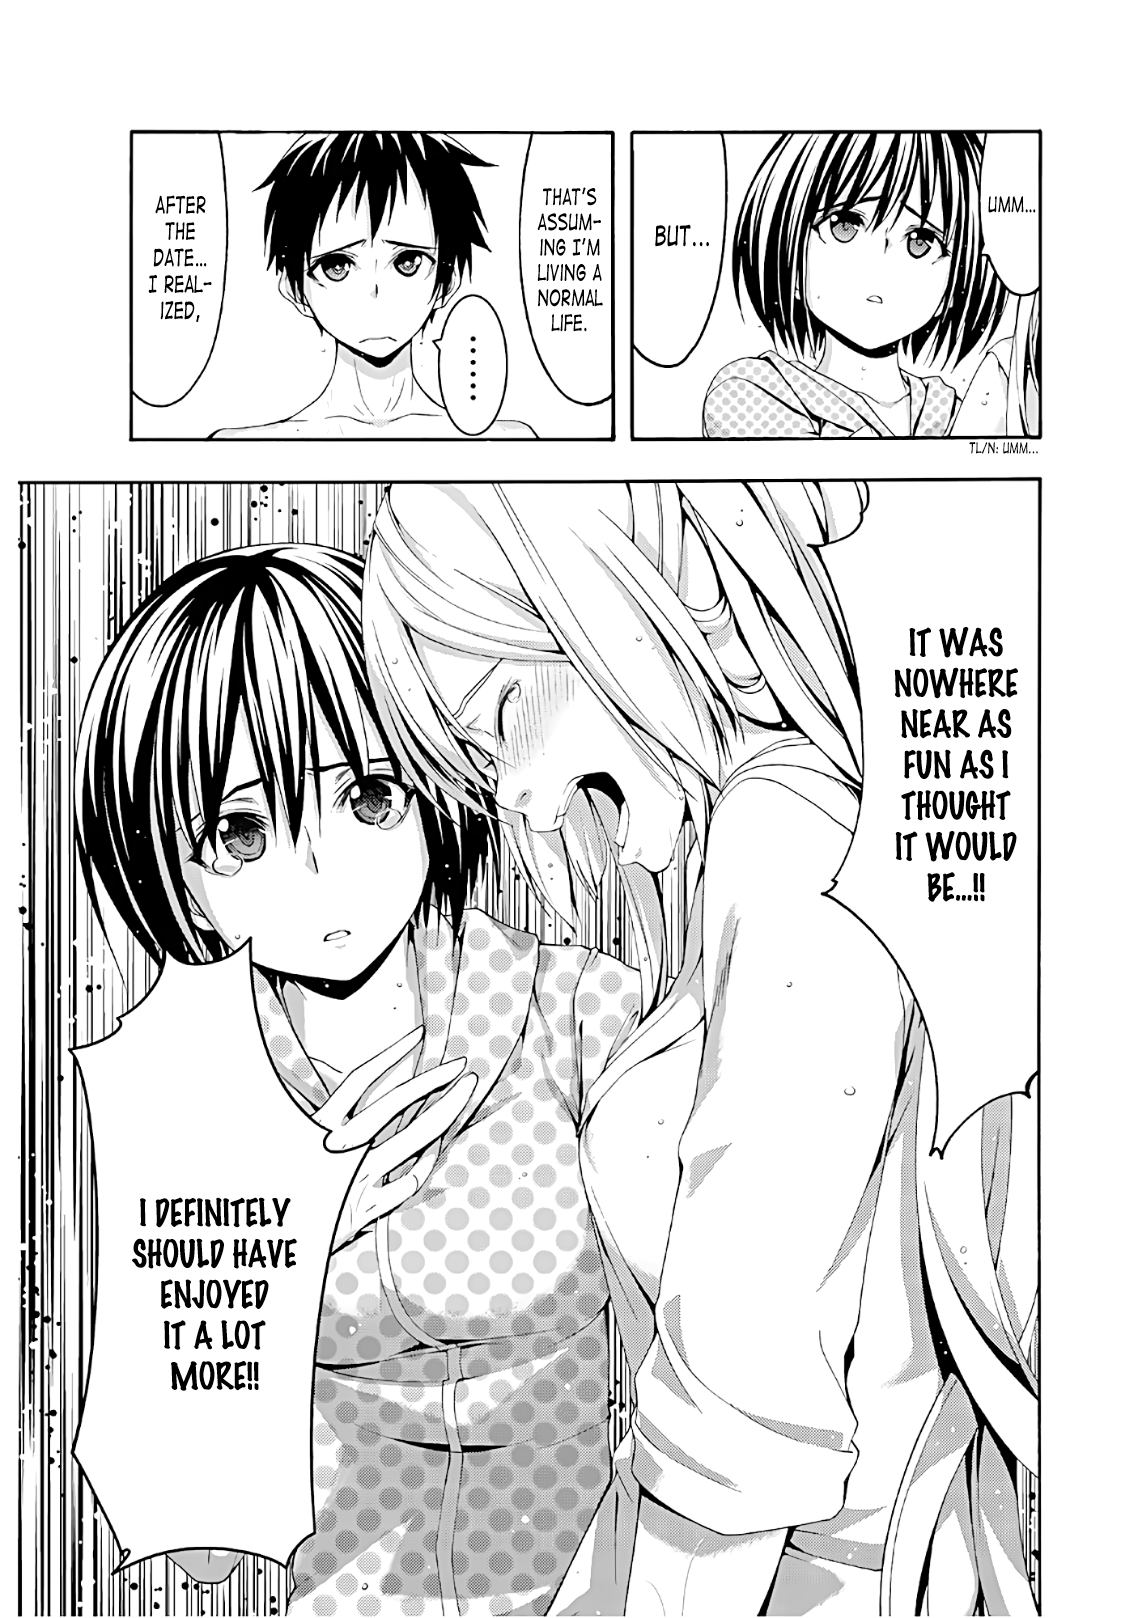 UMM...
BUT...
TL/N: UMM...
THAT'S
ASSUM-
ING I'M
LIVING A
NORMAL
LIFE.
......
AFTER
THE
DATE...
I REAL-
IZED,
IT WAS
NOWHERE
NEAR AS
FUN AS I
THOUGHT
IT WOULD
BE...!!
I DEFINITELY
SHOULD HAVE
ENJOYED
IT A LOT
MORE!!